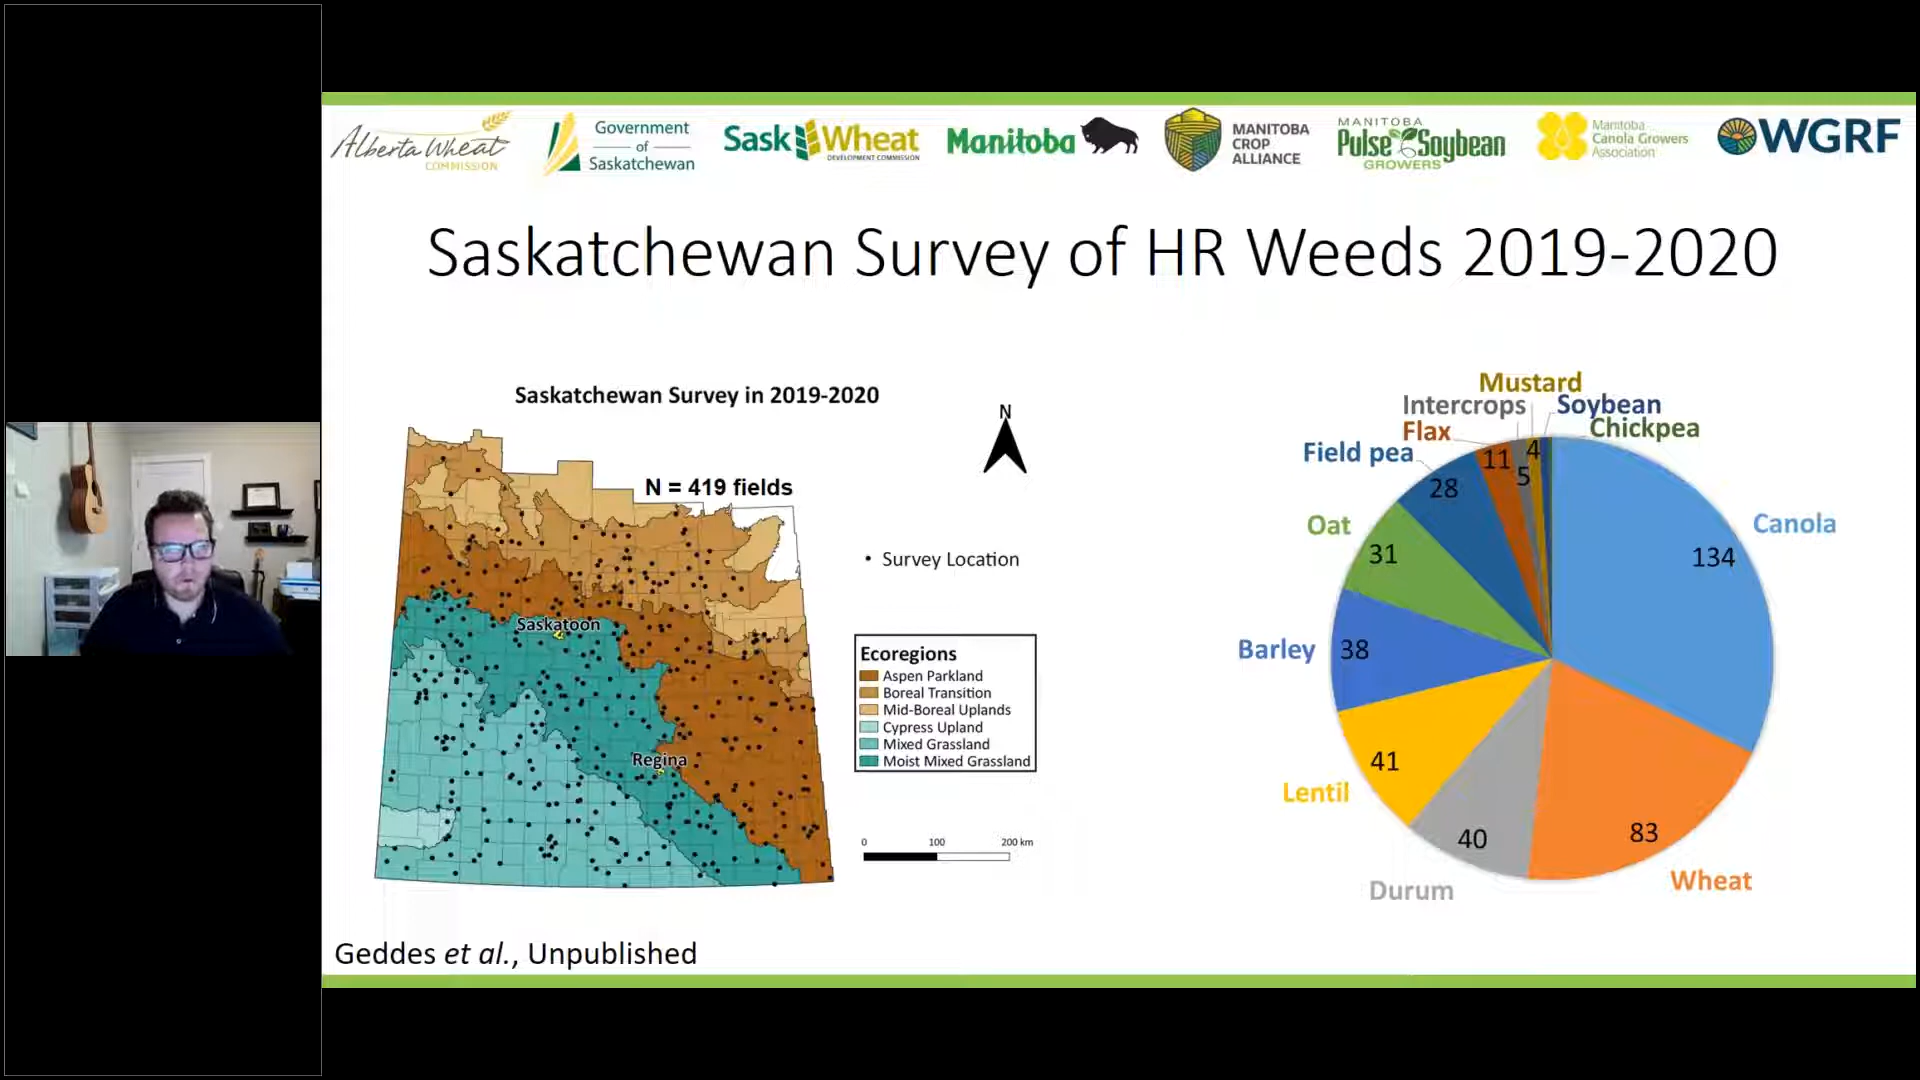 Alberta Wheat
COMMISSION
Government
of
Saskatchewan
Sask Wheat
DEVELOPMENT COMMISSION
Manitoba
MANITOBA
CROP
ALLIANCE
MANITOBA
Pulse Soybean
GROWERS
Manitoba
Canola Growers
Association
WGRF
Saskatchewan Survey of HR Weeds 2019-2020
Saskatchewan Survey in 2019-2020
N
N = 419 fields
• Survey Location
Saskatoon
Regina
Ecoregions
Aspen Parkland
Boreal Transition
Mid-Boreal Uplands
Cypress Upland
Mixed Grassland
Moist Mixed Grassland
0 100 200 km
Mustard
Intercrops
Soybean
Flax
Chickpea
Field pea
Oat
Barley
Lentil
Durum
Wheat
Canola
4
11
5
28
31
38
41
40
83
134
Geddes et al., Unpublished